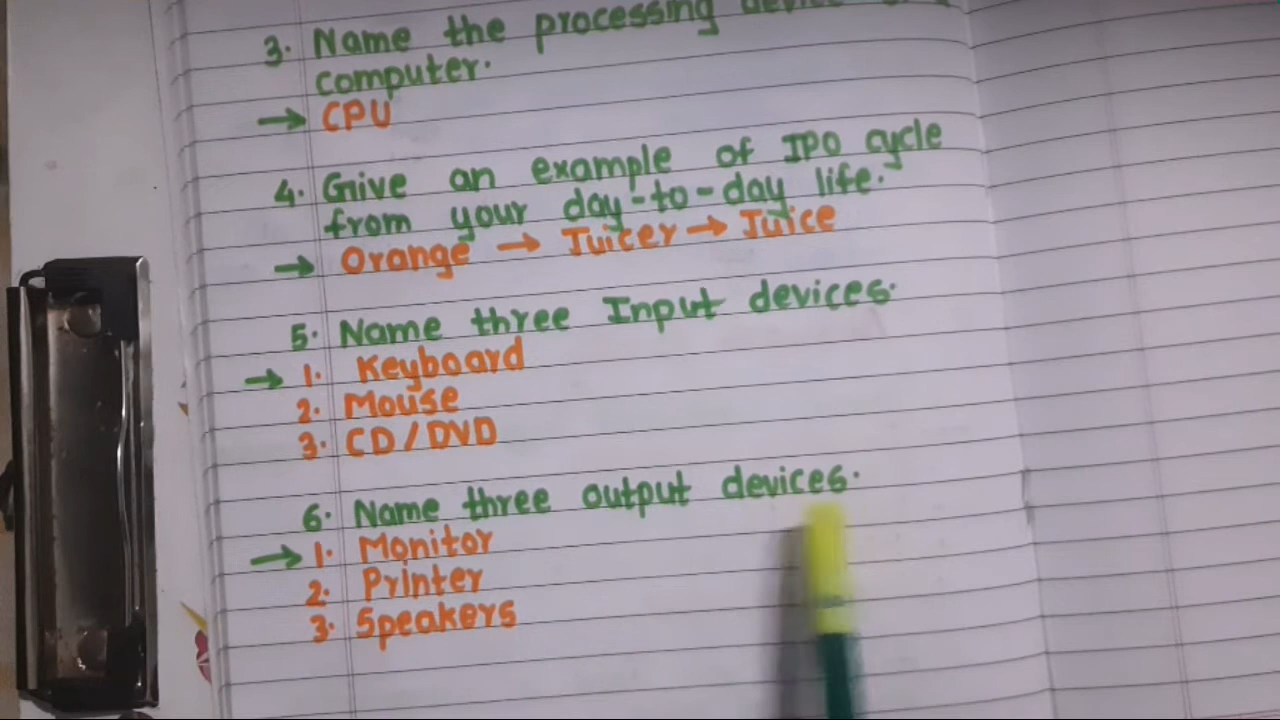 3. Name the processing device
computer.
→ CPU
4. Give an example of IPO cycle
from your day-to-day life.
→ Orange → Juicer → Juice
5. Name three Input devices.
→ 1. Keyboard
2. Mouse
3. CD/DVD
6. Name three output devices.
→ 1. Monitor
2. Printer
3. Speakers